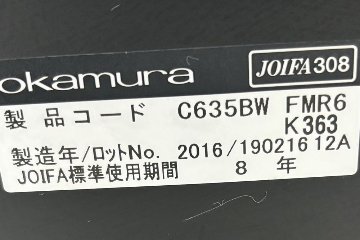 okamura
JOIFA308
製品コード C635BW FMR6
K363
製造年/ロットNo. 2016/190216 12A
JOIFA標準使用期間 8 年